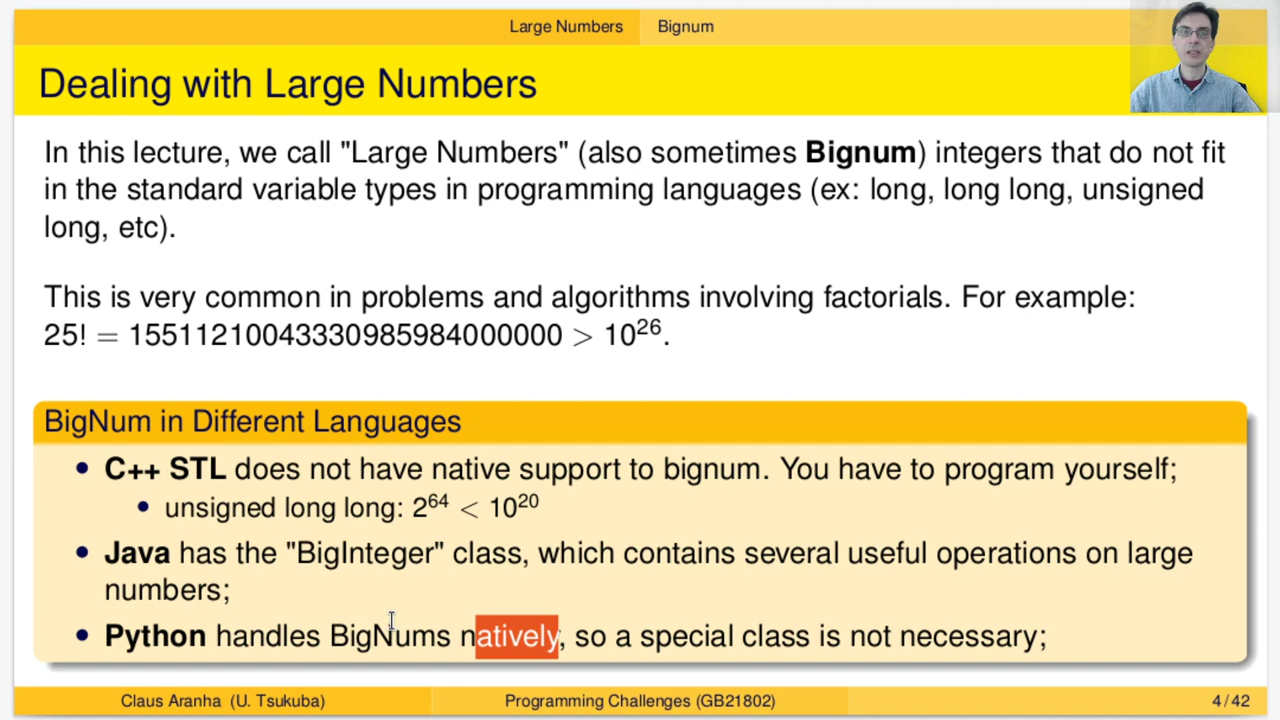 Large Numbers Bignum
Dealing with Large Numbers
In this lecture, we call "Large Numbers" (also sometimes Bignum) integers that do not fit
in the standard variable types in programming languages (ex: long, long long, unsigned
long, etc).
This is very common in problems and algorithms involving factorials. For example:
25! = 15511210043330985984000000 > 10^26.
BigNum in Different Languages
• C++ STL does not have native support to bignum. You have to program yourself;
• unsigned long long: 2^64 < 10^20
• Java has the "BigInteger" class, which contains several useful operations on large
numbers;
• Python handles BigNums natively, so a special class is not necessary;
Claus Aranha (U. Tsukuba) Programming Challenges (GB21802) 4 / 42